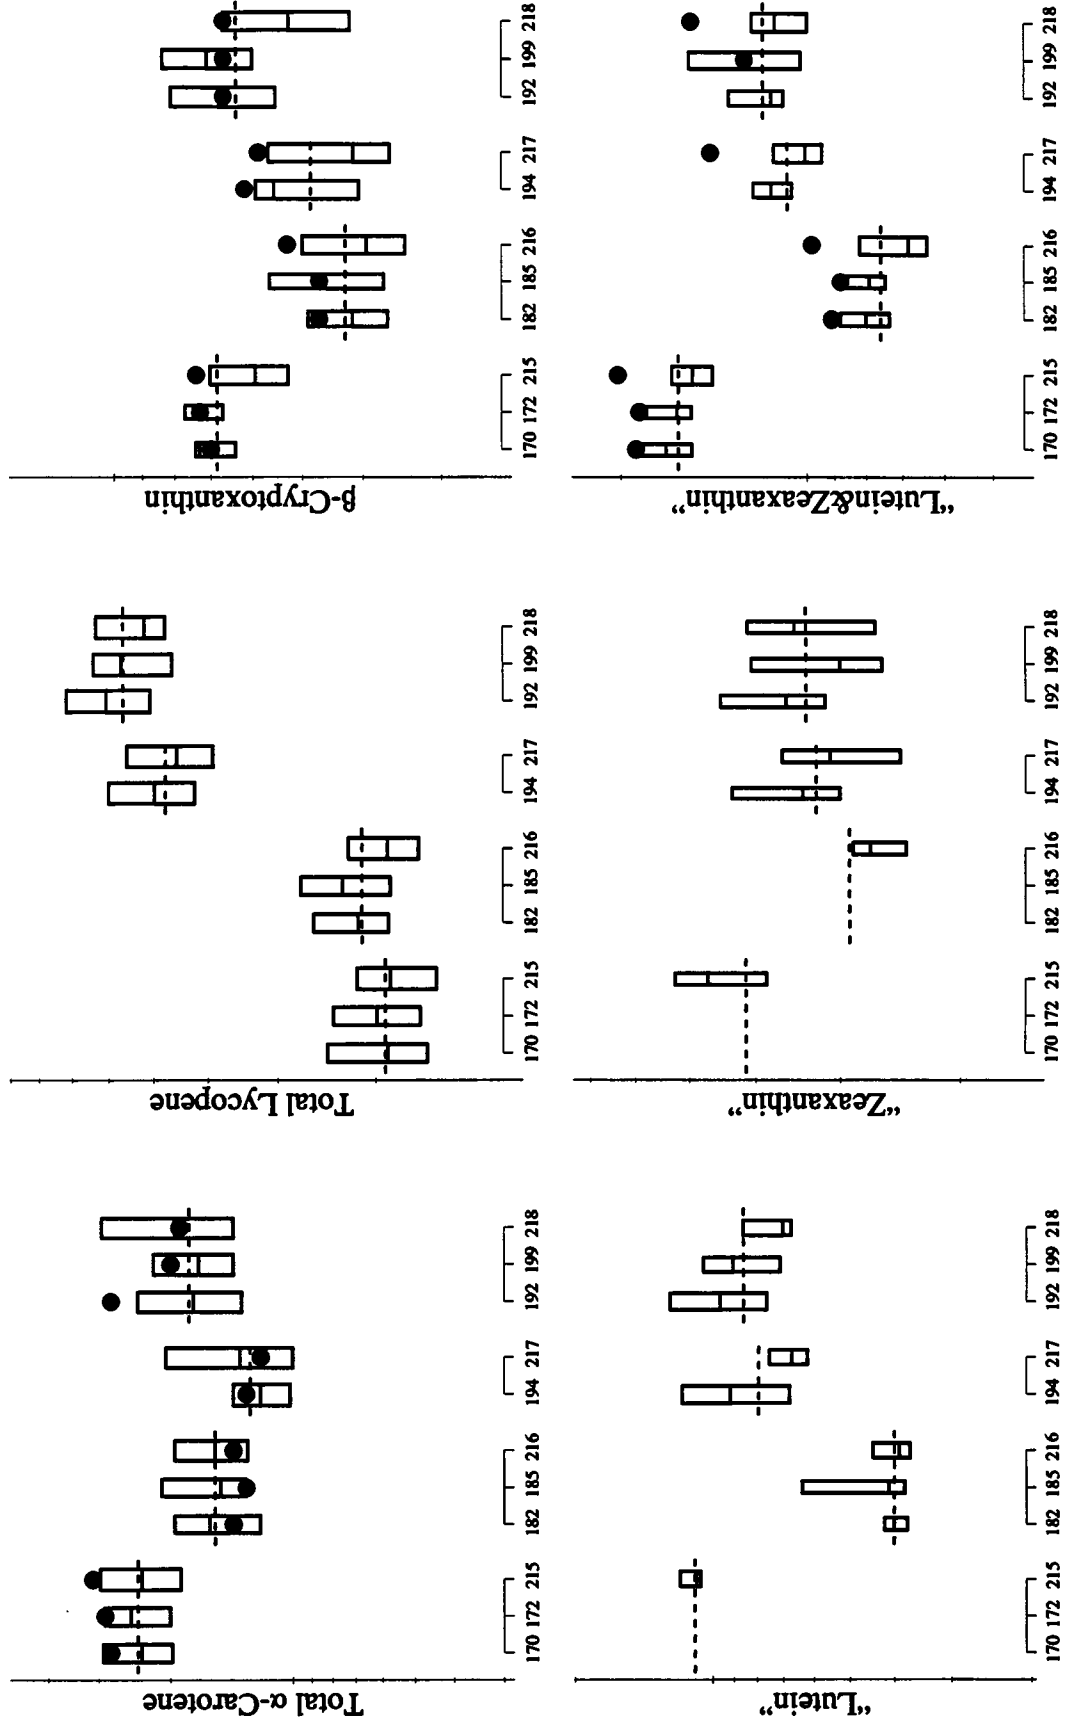 Total α-Carotene
170 172 215 182 185 216 194 217 192 199 218
Total Lycopene
170 172 215 182 185 216 194 217 192 199 218
β-Cryptoxanthin
170 172 215 182 185 216 194 217 192 199 218
“Lutein”
170 172 215 182 185 216 194 217 192 199 218
“Zeaxanthin”
170 172 215 182 185 216 194 217 192 199 218
“Lutein&Zeaxanthin”
170 172 215 182 185 216 194 217 192 199 218